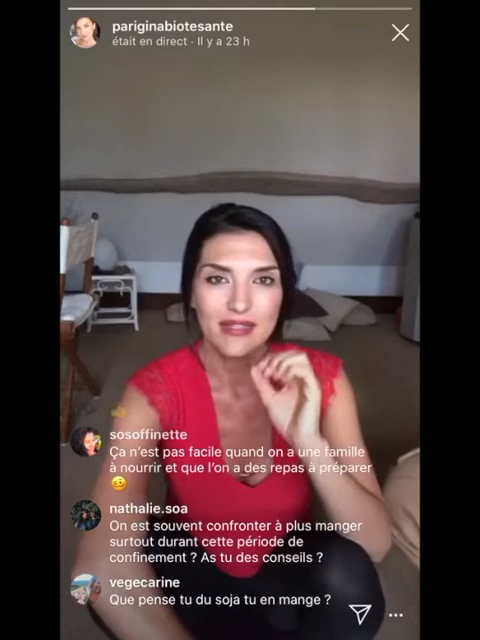 pariginabiotesante
était en direct · Il y a 23 h
sosoffinette
Ça n'est pas facile quand on a une famille
à nourrir et que l'on a des repas à préparer
🥴
nathalie.soa
On est souvent confronter à plus manger
surtout durant cette période de
confinement ? As tu des conseils ?
vegecarine
Que pense tu du soja tu en mange ?